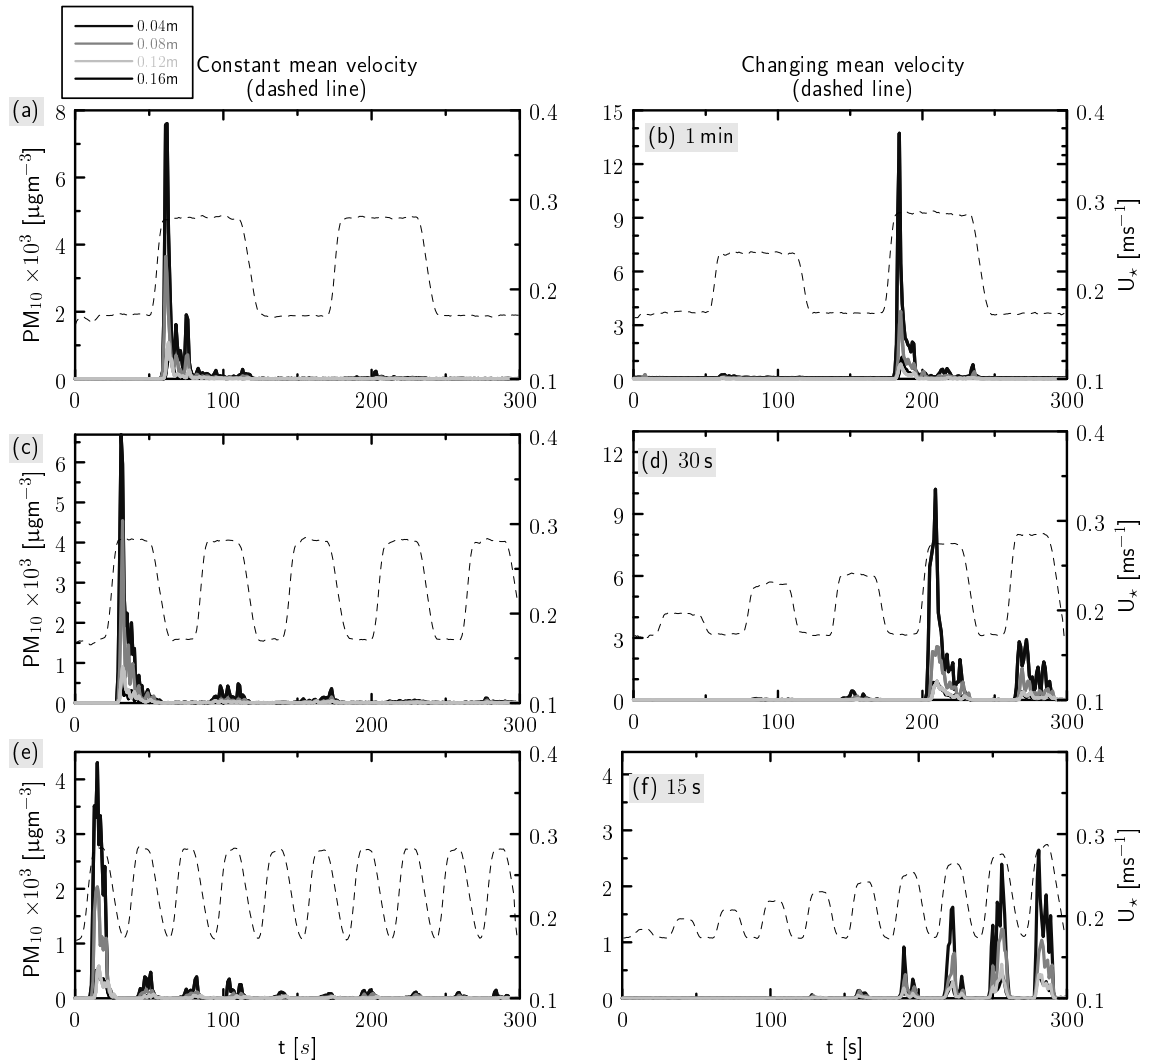 0.04m
0.08m
0.12m
0.16m
Constant mean velocity
(dashed line)
Changing mean velocity
(dashed line)
(a)
8
6
4
2
0
PM₁₀ ×10³ [µgm⁻³]
0.4
0.3
0.2
0.1
0 100 200 300
(b) 1 min
15
12
9
6
3
0
0.4
0.3
0.2
0.1
U⋆ [ms⁻¹]
0 100 200 300
(c)
6
5
4
3
2
1
0
PM₁₀ ×10³ [µgm⁻³]
0.4
0.3
0.2
0.1
0 100 200 300
(d) 30 s
12
9
6
3
0
0.4
0.3
0.2
0.1
U⋆ [ms⁻¹]
0 100 200 300
(e)
4
3
2
1
0
PM₁₀ ×10³ [µgm⁻³]
0.4
0.3
0.2
0.1
0 100 200 300
t [s]
(f) 15 s
4
3
2
1
0
0.4
0.3
0.2
0.1
U⋆ [ms⁻¹]
0 100 200 300
t [s]